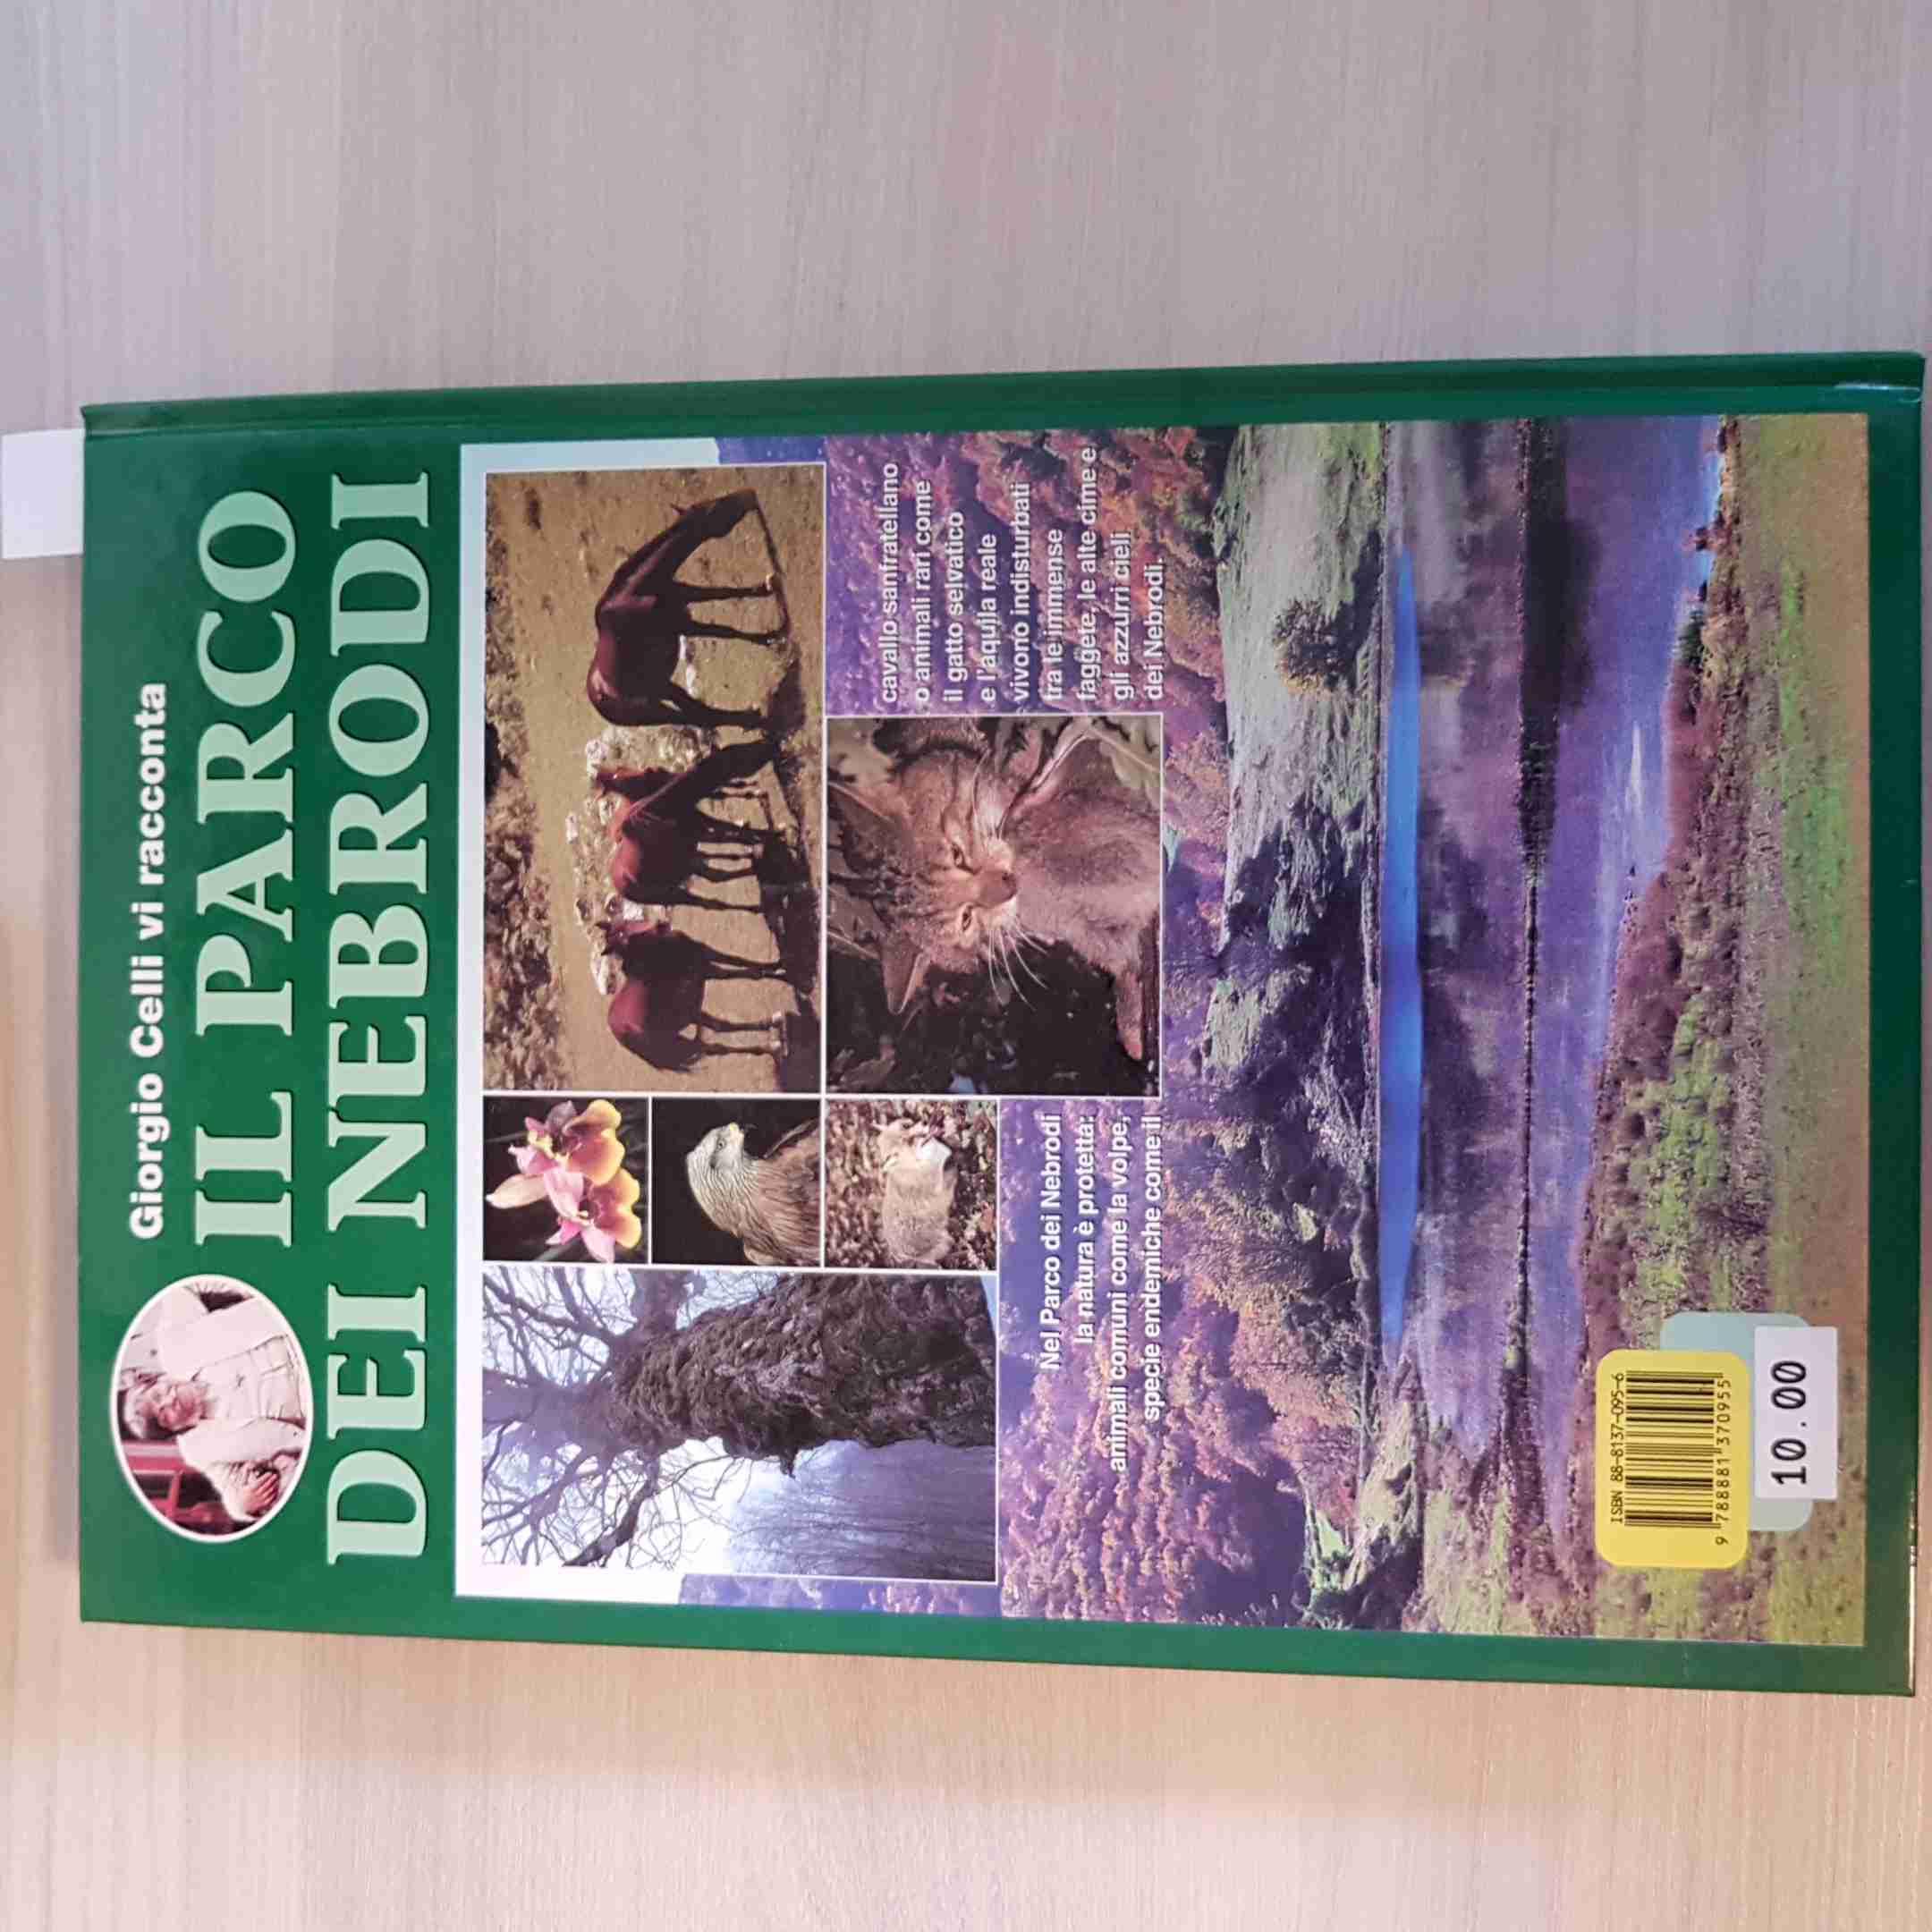 Giorgio Celli vi racconta
IL PARCO
DEI NEBRODI
Nel Parco dei Nebrodi
la natura è protetta:
animali comuni come la volpe,
specie endemiche come il
cavallo sanfratellano
o animali rari come
il gatto selvatico
e l'aquila reale
vivono indisturbati
tra le immense
faggete, le alte cime e
gli azzurri cieli
dei Nebrodi.
ISBN 88-8137-095-6
9 788881 370955
10.00